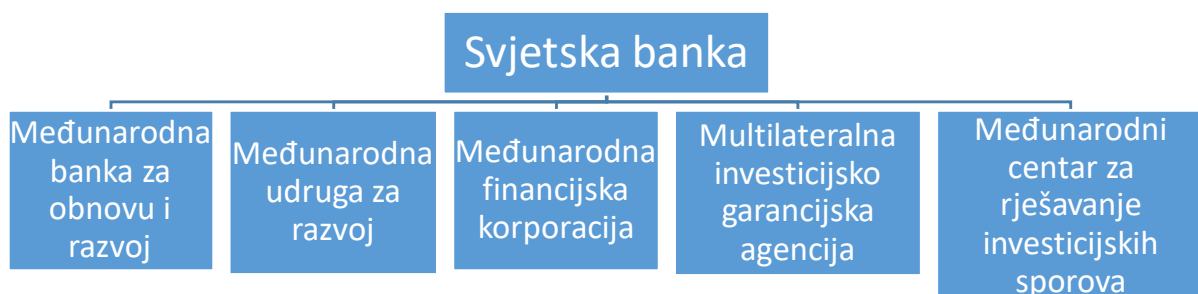 Svjetska banka
Međunarodna
banka za
obnovu i
razvoj
Međunarodna
udruga za
razvoj
Međunarodna
financijska
korporacija
Multilateralna
investicijsko
garancijska
agencija
Međunarodni
centar za
rješavanje
investicijskih
sporova